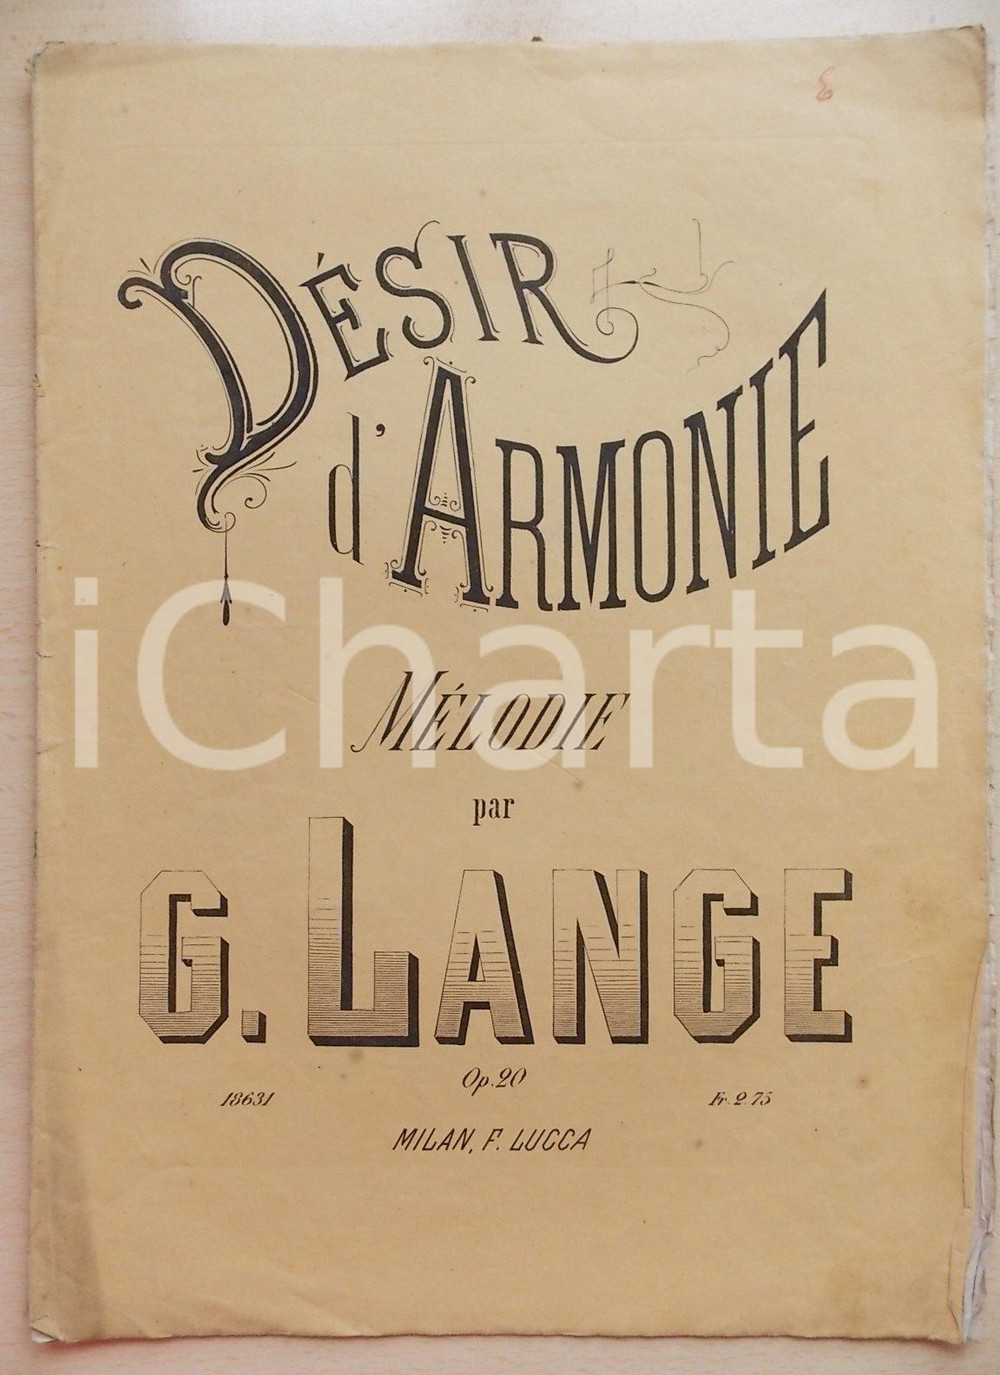 DÉSIR
d'ARMONIE
iCharta
MÉLODIE
par
G. LANGE
Op. 20
18631
Fr. 2.75
MILAN, F. LUCCA